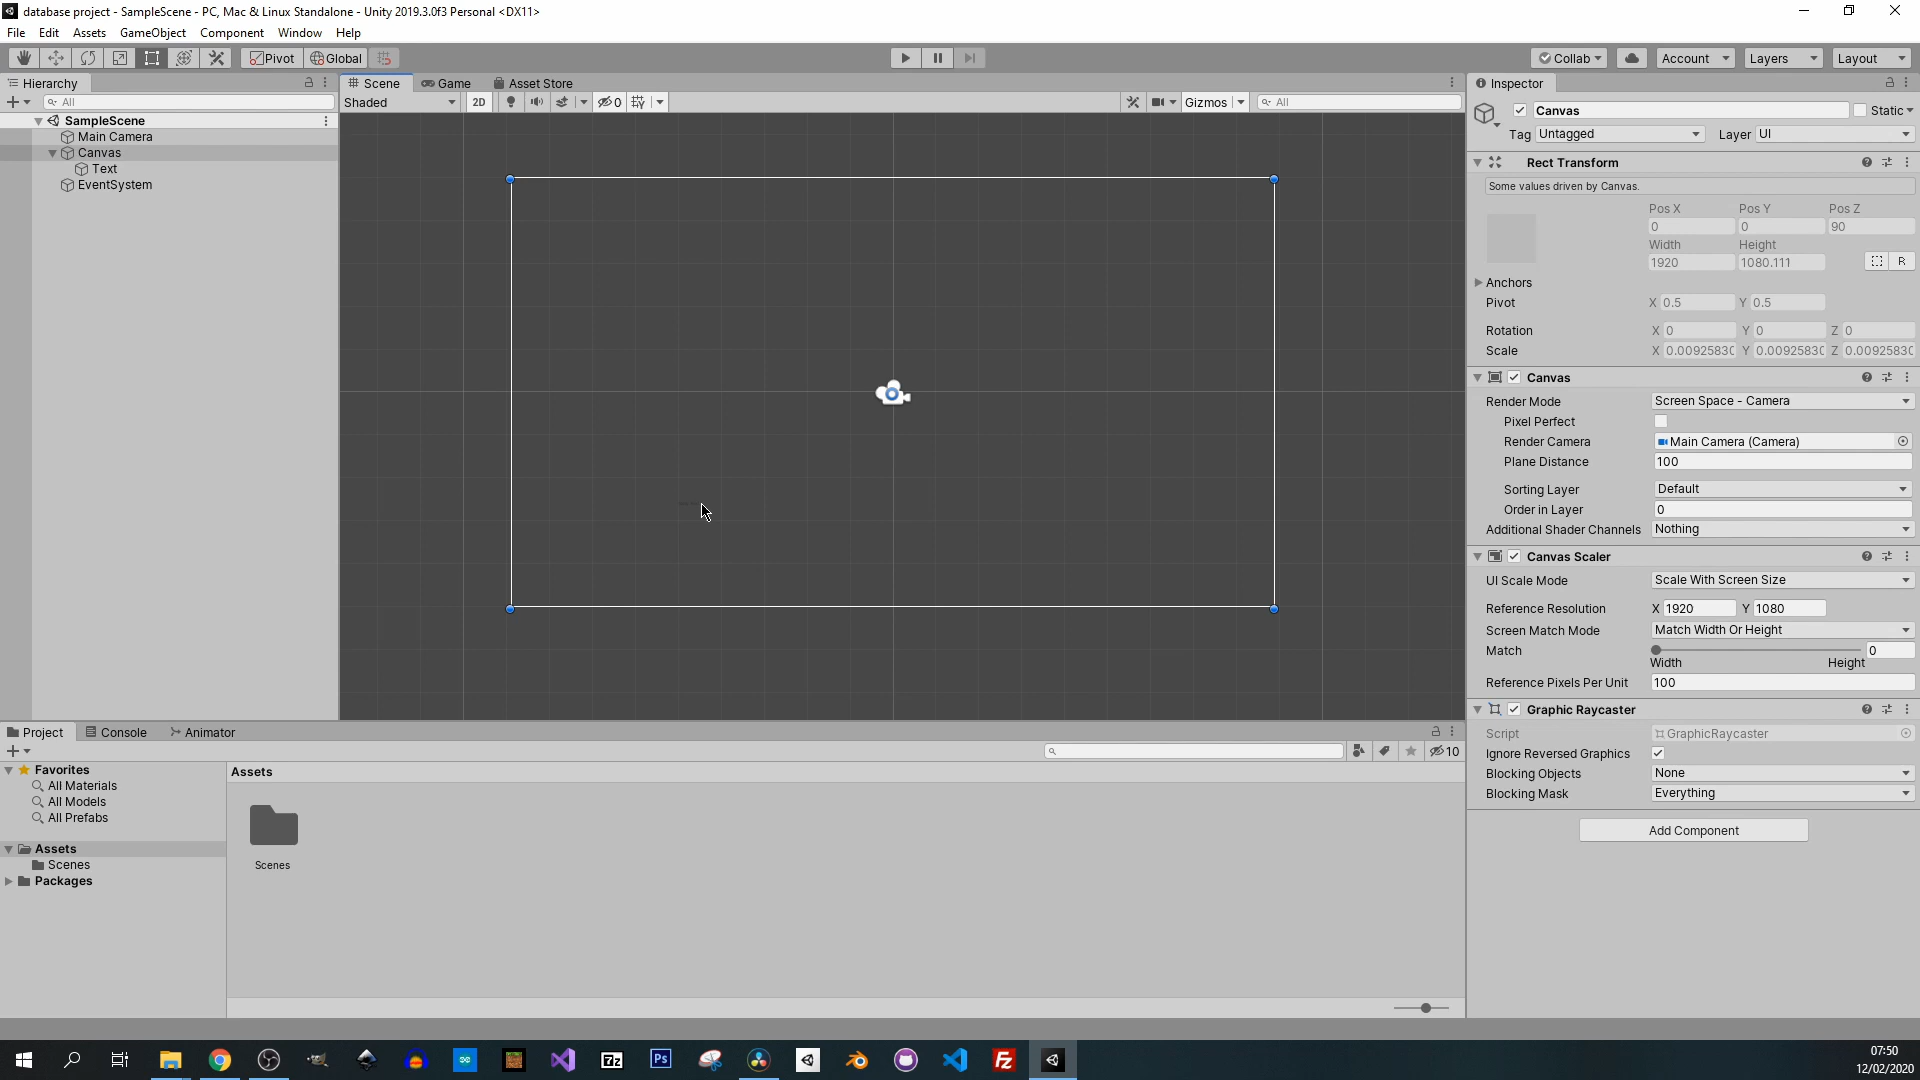 database project - SampleScene - PC, Mac & Linux Standalone - Unity 2019.3.0f3 Personal <DX11>
File Edit Assets GameObject Component Window Help
Pivot Global Collab Account Layers Layout
Hierarchy
All
SampleScene
Main Camera
Canvas
Text
EventSystem
Scene Game Asset Store
Shaded 2D 0 Gizmos All
Inspector
Canvas Static
Tag Untagged Layer UI
Rect Transform
Some values driven by Canvas.
Pos X Pos Y Pos Z
0 0 90
Width Height
1920 1080.111 R
Anchors
Pivot X 0.5 Y 0.5
Rotation X 0 Y 0 Z 0
Scale X 0.0092583( Y 0.0092583( Z 0.0092583(
Canvas
Render Mode Screen Space - Camera
Pixel Perfect
Render Camera Main Camera (Camera)
Plane Distance 100
Sorting Layer Default
Order in Layer 0
Additional Shader Channels Nothing
Canvas Scaler
UI Scale Mode Scale With Screen Size
Reference Resolution X 1920 Y 1080
Screen Match Mode Match Width Or Height
Match 0
Width Height
Reference Pixels Per Unit 100
Graphic Raycaster
Script GraphicRaycaster
Ignore Reversed Graphics
Blocking Objects None
Blocking Mask Everything
Add Component
Project Console Animator
10
Favorites
All Materials
All Models
All Prefabs
Assets
Scenes
Packages
Assets
Scenes
7z Ps Fz
07:50
12/02/2020